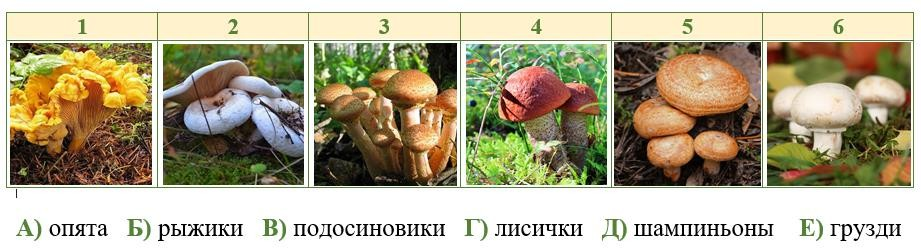 1 2 3 4 5 6
А) опята Б) рыжики В) подосиновики Г) лисички Д) шампиньоны Е) грузди